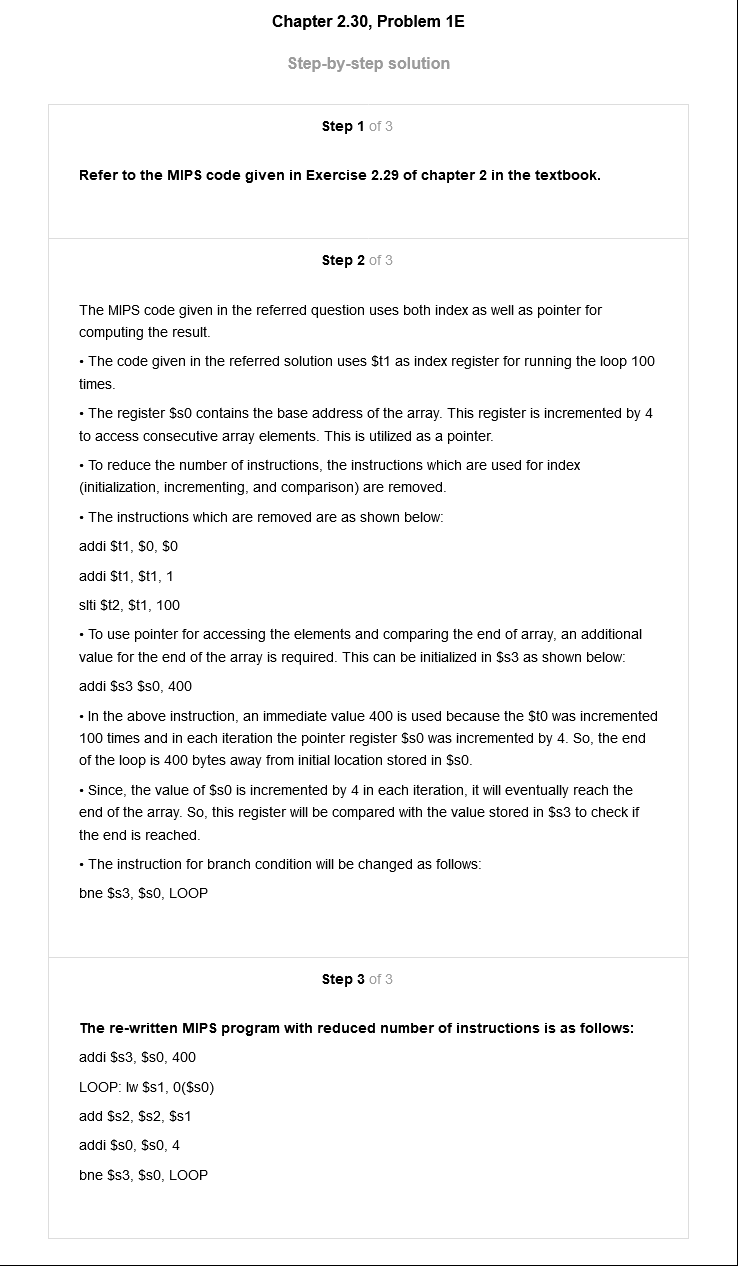 Chapter 2.30, Problem 1E
Step-by-step solution
Step 1 of 3
Refer to the MIPS code given in Exercise 2.29 of chapter 2 in the textbook.
Step 2 of 3
The MIPS code given in the referred question uses both index as well as pointer for
computing the result.
• The code given in the referred solution uses $t1 as index register for running the loop 100
times.
• The register $s0 contains the base address of the array. This register is incremented by 4
to access consecutive array elements. This is utilized as a pointer.
• To reduce the number of instructions, the instructions which are used for index
(initialization, incrementing, and comparison) are removed.
• The instructions which are removed are as shown below:
addi $t1, $0, $0
addi $t1, $t1, 1
slti $t2, $t1, 100
• To use pointer for accessing the elements and comparing the end of array, an additional
value for the end of the array is required. This can be initialized in $s3 as shown below:
addi $s3 $s0, 400
• In the above instruction, an immediate value 400 is used because the $t0 was incremented
100 times and in each iteration the pointer register $s0 was incremented by 4. So, the end
of the loop is 400 bytes away from initial location stored in $s0.
• Since, the value of $s0 is incremented by 4 in each iteration, it will eventually reach the
end of the array. So, this register will be compared with the value stored in $s3 to check if
the end is reached.
• The instruction for branch condition will be changed as follows:
bne $s3, $s0, LOOP
Step 3 of 3
The re-written MIPS program with reduced number of instructions is as follows:
addi $s3, $s0, 400
LOOP: lw $s1, 0($s0)
add $s2, $s2, $s1
addi $s0, $s0, 4
bne $s3, $s0, LOOP